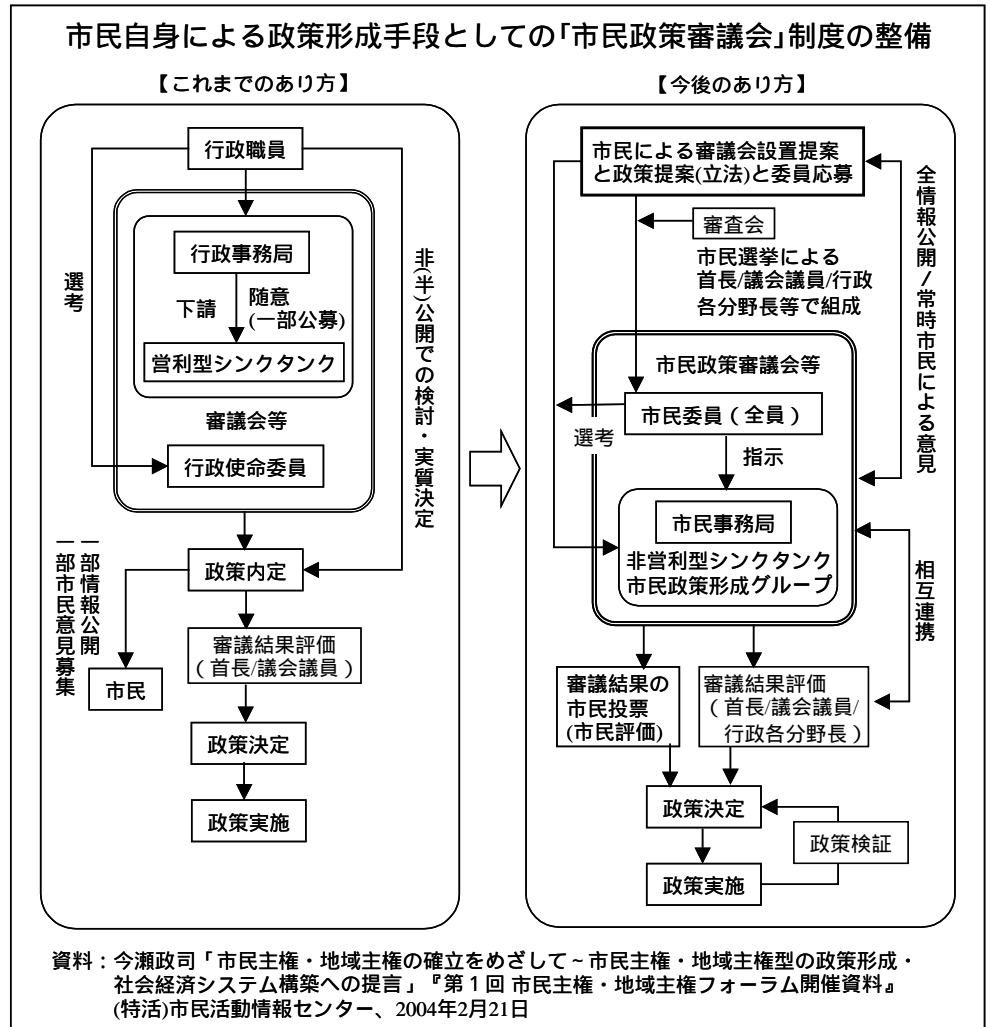 市民自身による政策形成手段としての｢市民政策審議会｣制度の整備
【これまでのあり方】
行政職員
選考
行政事務局
下請
随意
(一部公募)
営利型シンクタンク
審議会等
行政使命委員
非(半)公開での検討・実質決定
政策内定
一部情報公開
一部市民意見募集
市民
審議結果評価
（首長/議会議員）
政策決定
政策実施
【今後のあり方】
市民による審議会設置提案
と政策提案(立法)と委員応募
審査会
市民選挙による
首長/議会議員/行政
各分野長等で組成
全情報公開/常時市民による意見
市民政策審議会等
市民委員（全員）
選考
指示
市民事務局
非営利型シンクタンク
市民政策形成グループ
相互連携
審議結果の
市民投票
(市民評価)
審議結果評価
（首長/議会議員/
行政各分野長）
政策決定
政策検証
政策実施
資料：今瀬政司「市民主権・地域主権の確立をめざして～市民主権・地域主権型の政策形成・
社会経済システム構築への提言」『第１回 市民主権・地域主権フォーラム開催資料』
(特活)市民活動情報センター、2004年2月21日